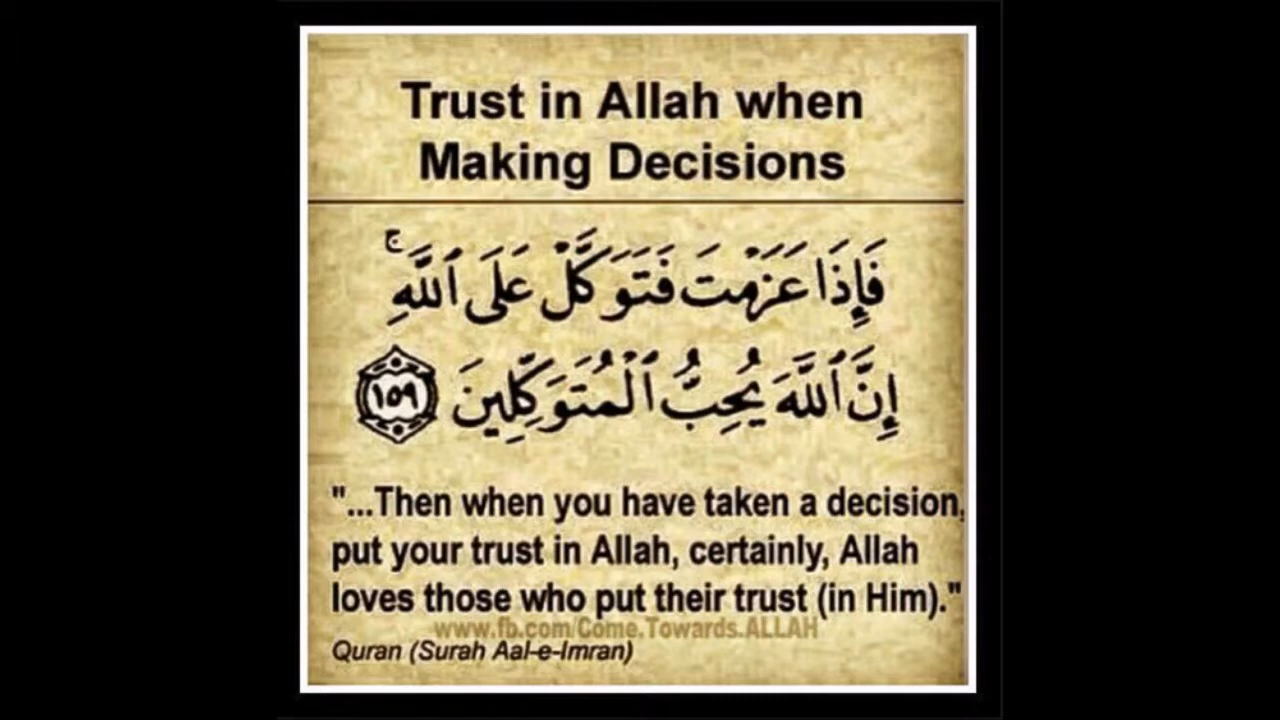 Trust in Allah when
Making Decisions
فَإِذَا عَزَمْتَ فَتَوَكَّلْ عَلَى ٱللَّهِ ۚ
إِنَّ ٱللَّهَ يُحِبُّ ٱلْمُتَوَكِّلِينَ ١٥٩
"...Then when you have taken a decision,
put your trust in Allah, certainly, Allah
loves those who put their trust (in Him)."
www.fb.com/Come.Towards.ALLAH
Quran (Surah Aal-e-Imran)